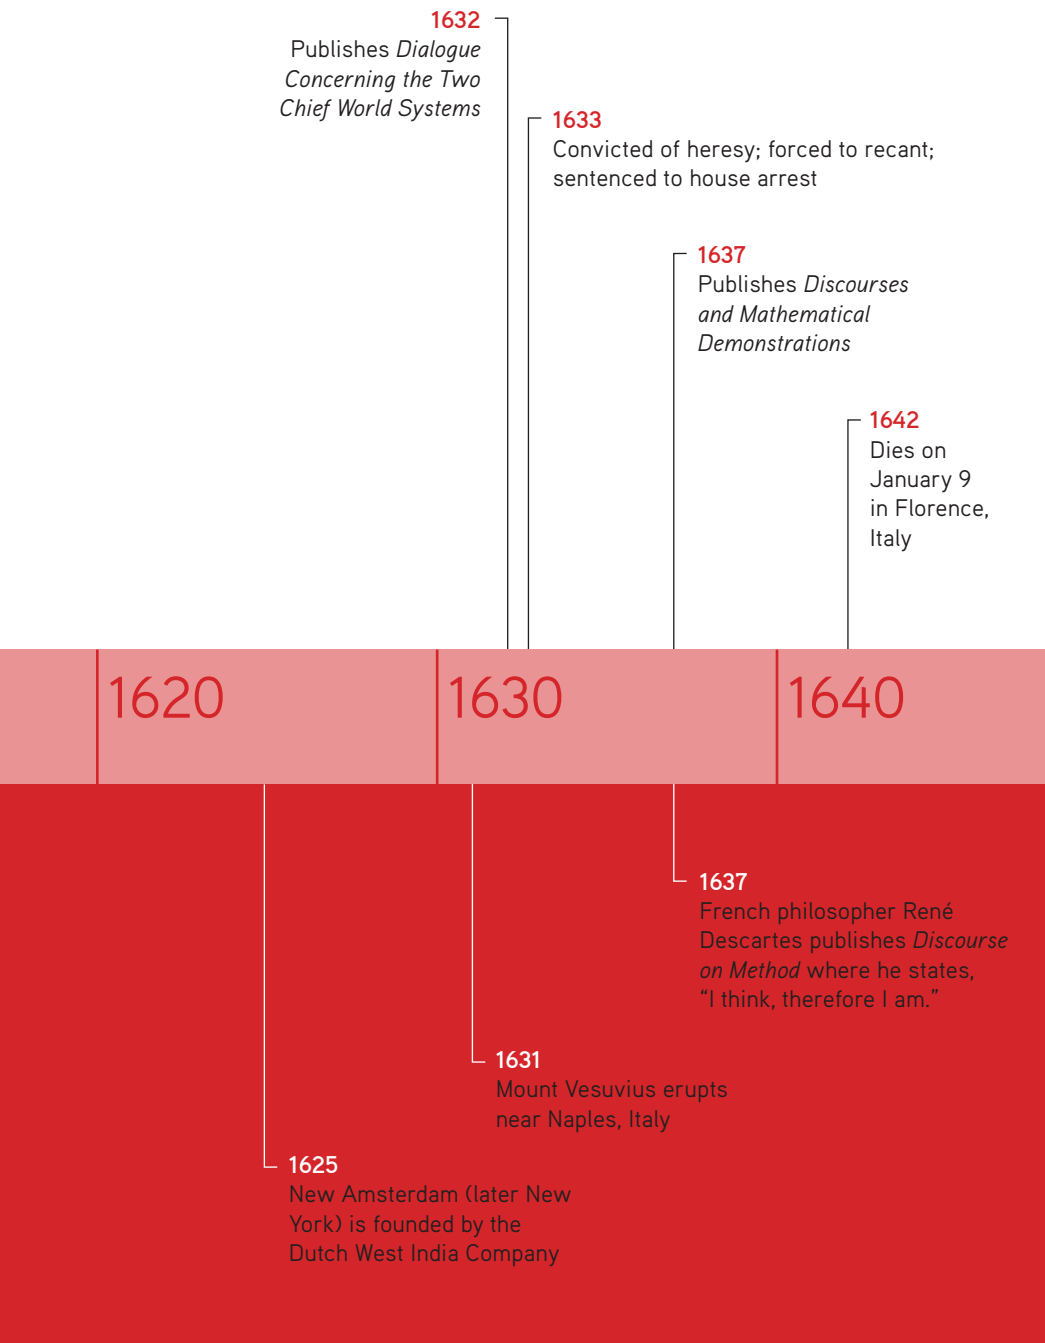 1632
Publishes Dialogue
Concerning the Two
Chief World Systems
1633
Convicted of heresy; forced to recant;
sentenced to house arrest
1637
Publishes Discourses
and Mathematical
Demonstrations
1642
Dies on
January 9
in Florence,
Italy
1620
1630
1640
1637
French philosopher René
Descartes publishes Discourse
on Method where he states,
“I think, therefore I am.”
1631
Mount Vesuvius erupts
near Naples, Italy
1625
New Amsterdam (later New
York) is founded by the
Dutch West India Company